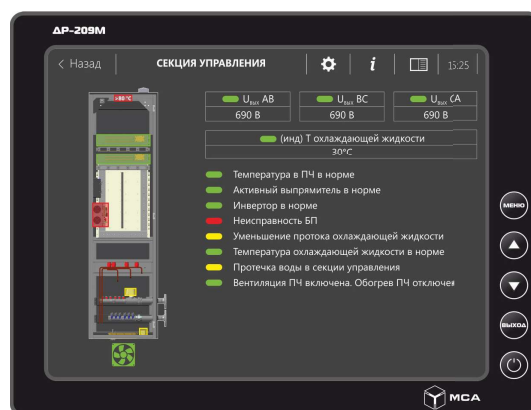 ДР-209М
< Назад
СЕКЦИЯ УПРАВЛЕНИЯ
i
15:25
Uвых AB
Uвых BC
Uвых CA
690 В
690 В
690 В
(инд) Т охлаждающей жидкости
30°C
Температура в ПЧ в норме
Активный выпрямитель в норме
Инвертор в норме
Неисправность БП
Уменьшение протока охлаждающей жидкости
Температура охлаждающей жидкости в норме
Протечка воды в секции управления
Вентиляция ПЧ включена. Обогрев ПЧ отключен
МЕНЮ
ВЫХОД
МСА